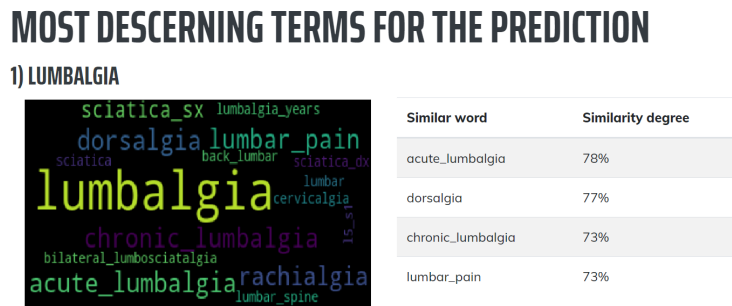 MOST DESCERNING TERMS FOR THE PREDICTION
1) LUMBALGIA
sciatica_sx lumbalgia_years
dorsalgia lumbar_pain
sciatica back_lumbar sciatica_dx
lumbalgia lumbar
cervicalgia
chronic_lumbalgia l5_s1
bilateral_lumbosciatalgia
acute_lumbalgia rachialgia
lumbar_spine
Similar word Similarity degree
acute_lumbalgia 78%
dorsalgia 77%
chronic_lumbalgia 73%
lumbar_pain 73%